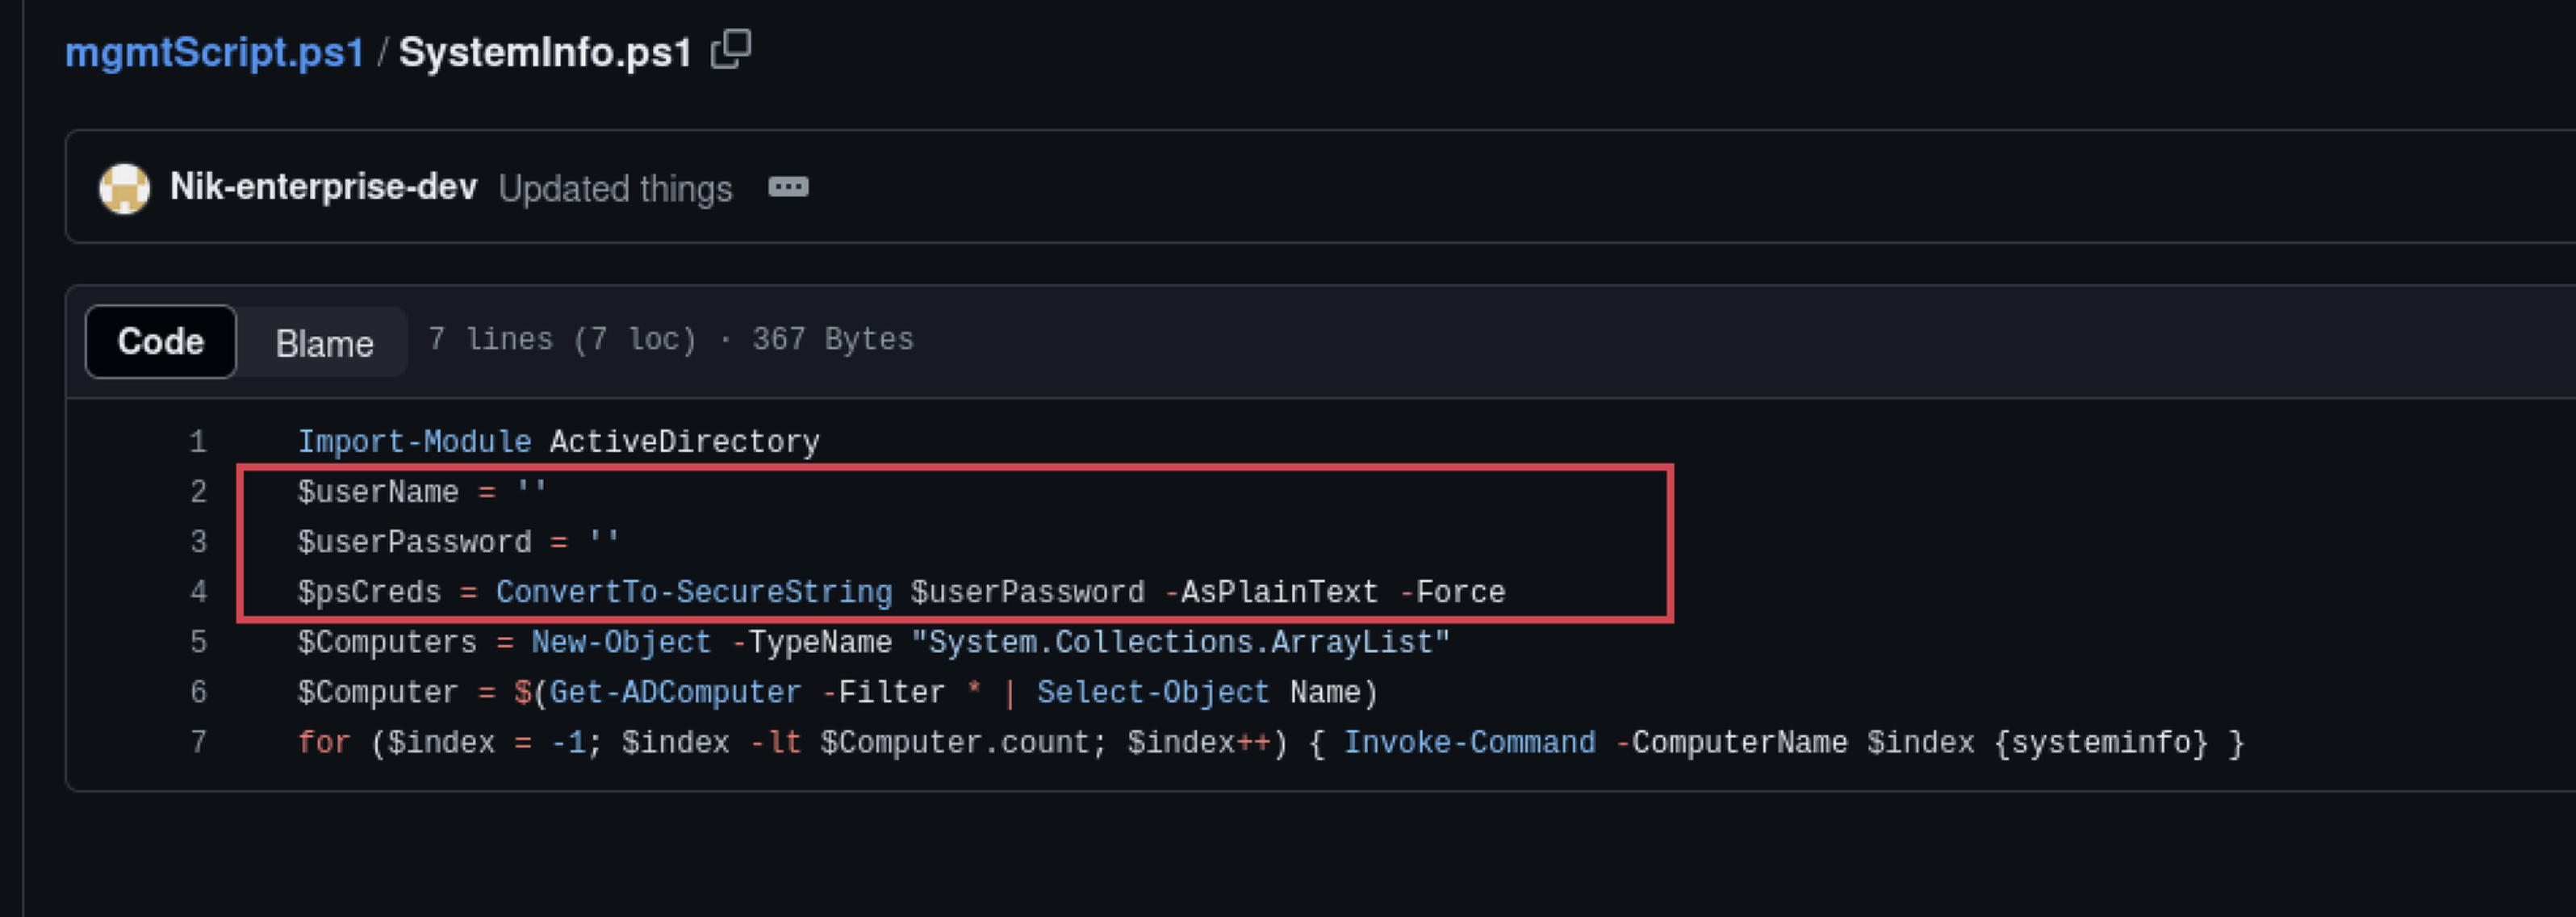 mgmtScript.ps1 / SystemInfo.ps1
Nik-enterprise-dev Updated things
Code Blame 7 lines (7 loc) · 367 Bytes
1 Import-Module ActiveDirectory
2 $userName = ''
3 $userPassword = ''
4 $psCreds = ConvertTo-SecureString $userPassword -AsPlainText -Force
5 $Computers = New-Object -TypeName "System.Collections.ArrayList"
6 $Computer = $(Get-ADComputer -Filter * | Select-Object Name)
7 for ($index = -1; $index -lt $Computer.count; $index++) { Invoke-Command -ComputerName $index {systeminfo} }